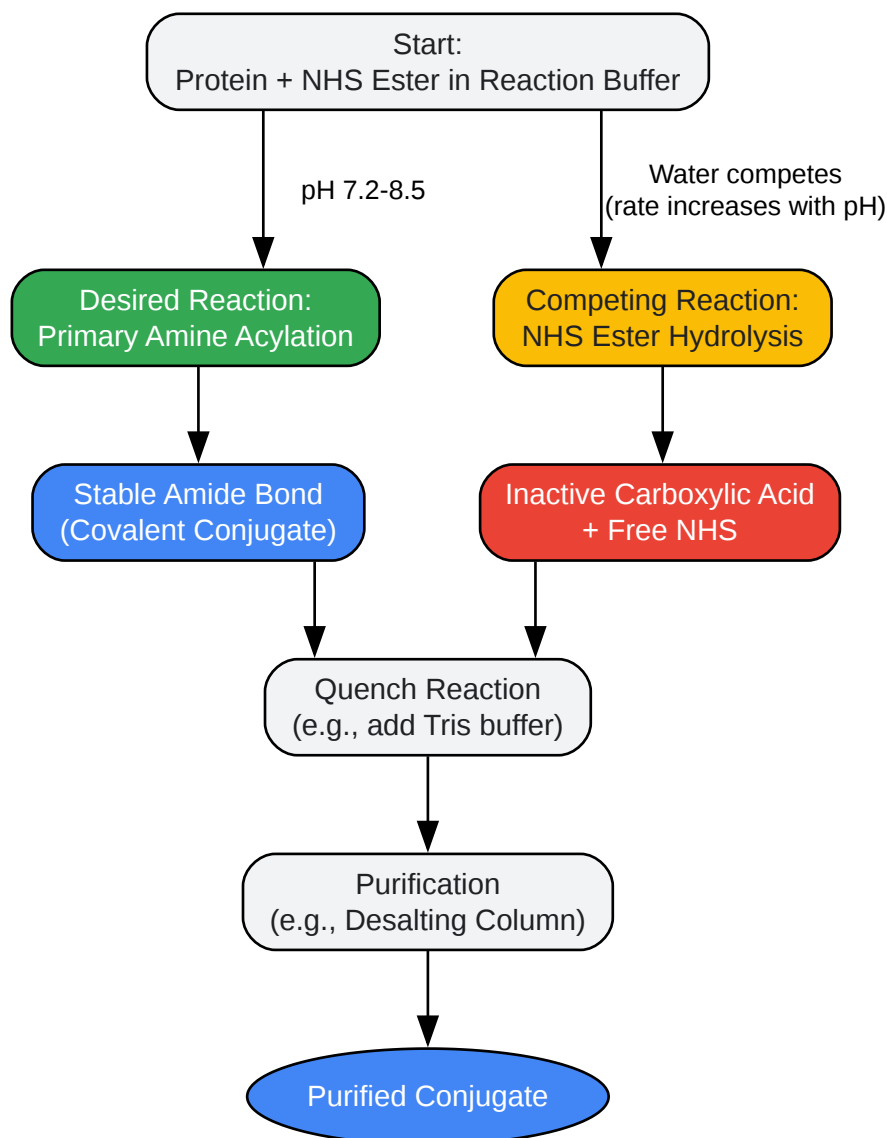 Start:
Protein + NHS Ester in Reaction Buffer
pH 7.2-8.5
Water competes
(rate increases with pH)
Desired Reaction:
Primary Amine Acylation
Competing Reaction:
NHS Ester Hydrolysis
Stable Amide Bond
(Covalent Conjugate)
Inactive Carboxylic Acid
+ Free NHS
Quench Reaction
(e.g., add Tris buffer)
Purification
(e.g., Desalting Column)
Purified Conjugate